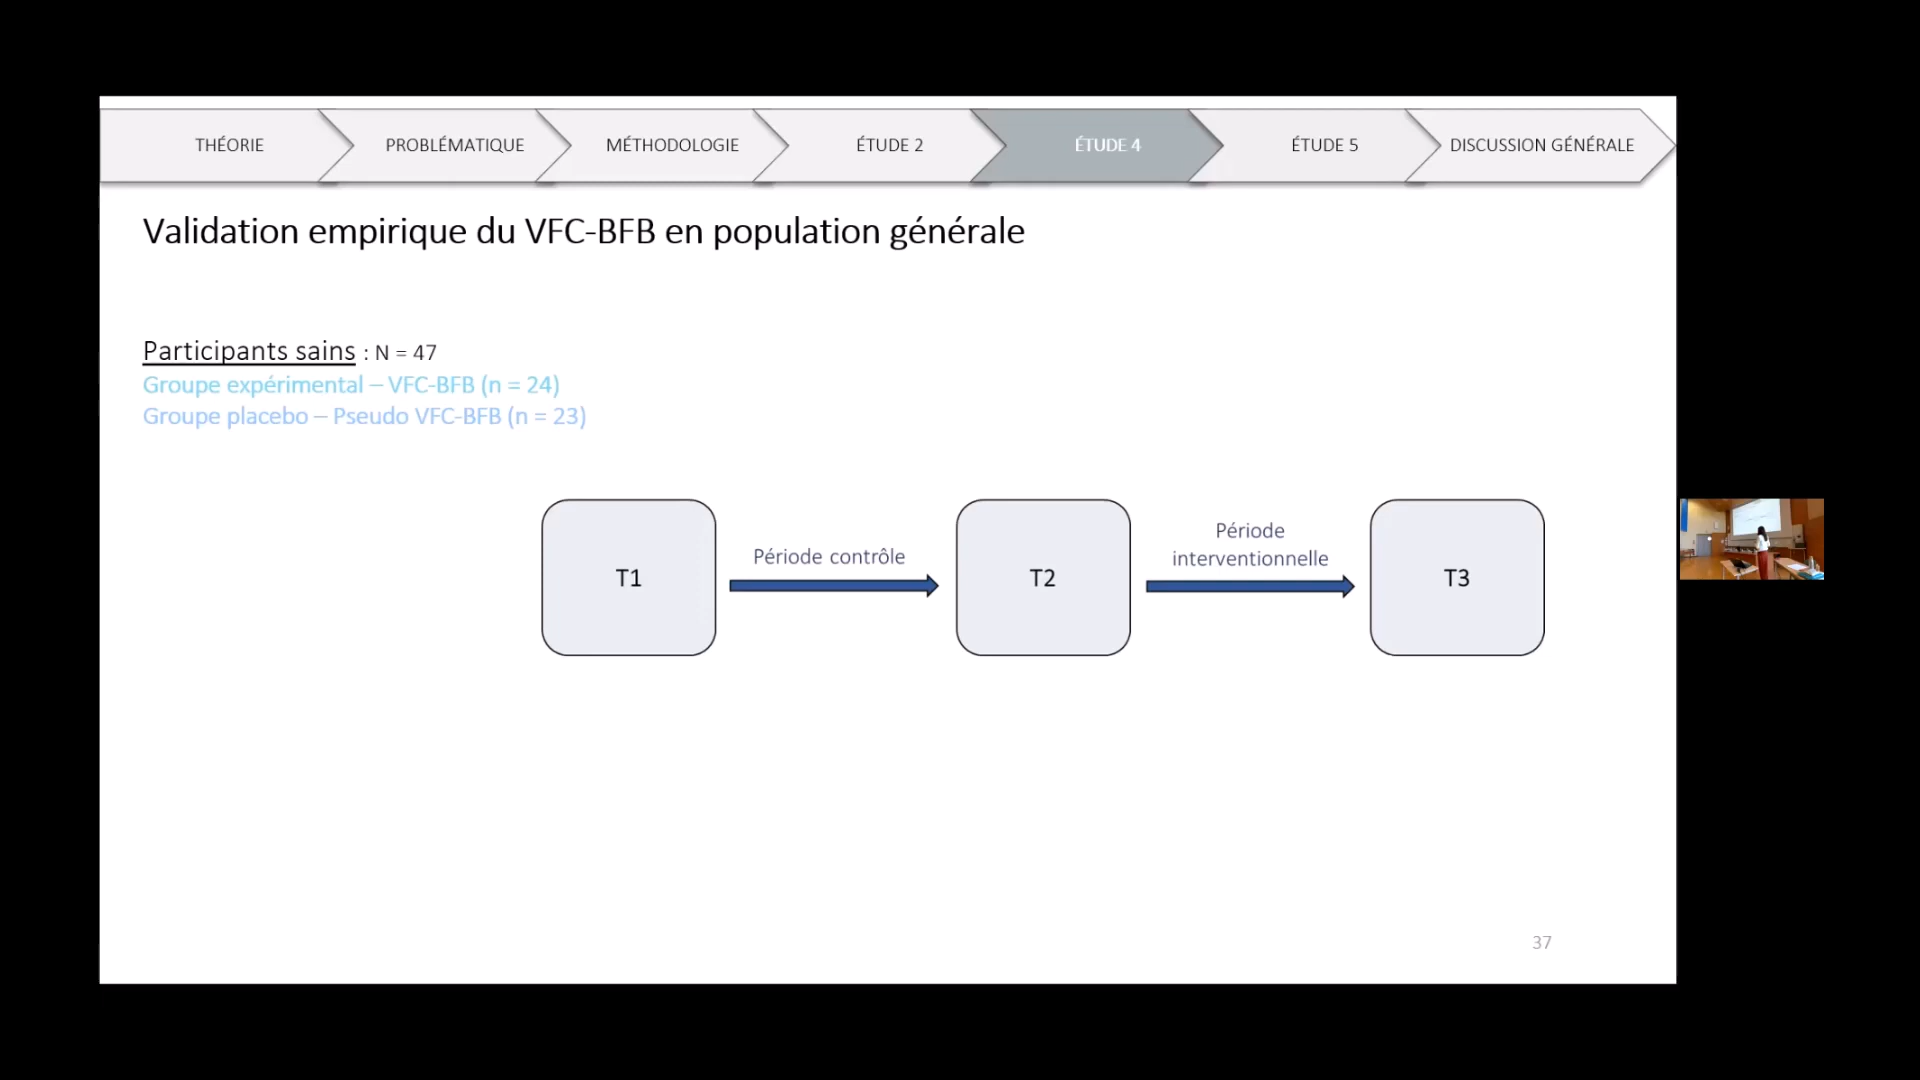 THÉORIE
PROBLÉMATIQUE
MÉTHODOLOGIE
ÉTUDE 2
ÉTUDE 4
ÉTUDE 5
DISCUSSION GÉNÉRALE
Validation empirique du VFC-BFB en population générale
Participants sains : N = 47
Groupe expérimental – VFC-BFB (n = 24)
Groupe placebo – Pseudo VFC-BFB (n = 23)
T1
Période contrôle
T2
Période
interventionnelle
T3
37